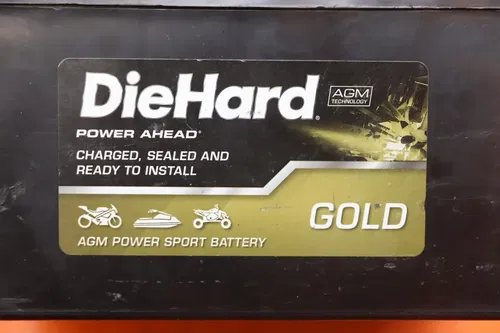 DieHard®
AGM
TECHNOLOGY
POWER AHEAD®
CHARGED, SEALED AND
READY TO INSTALL
GOLD
AGM POWER SPORT BATTERY